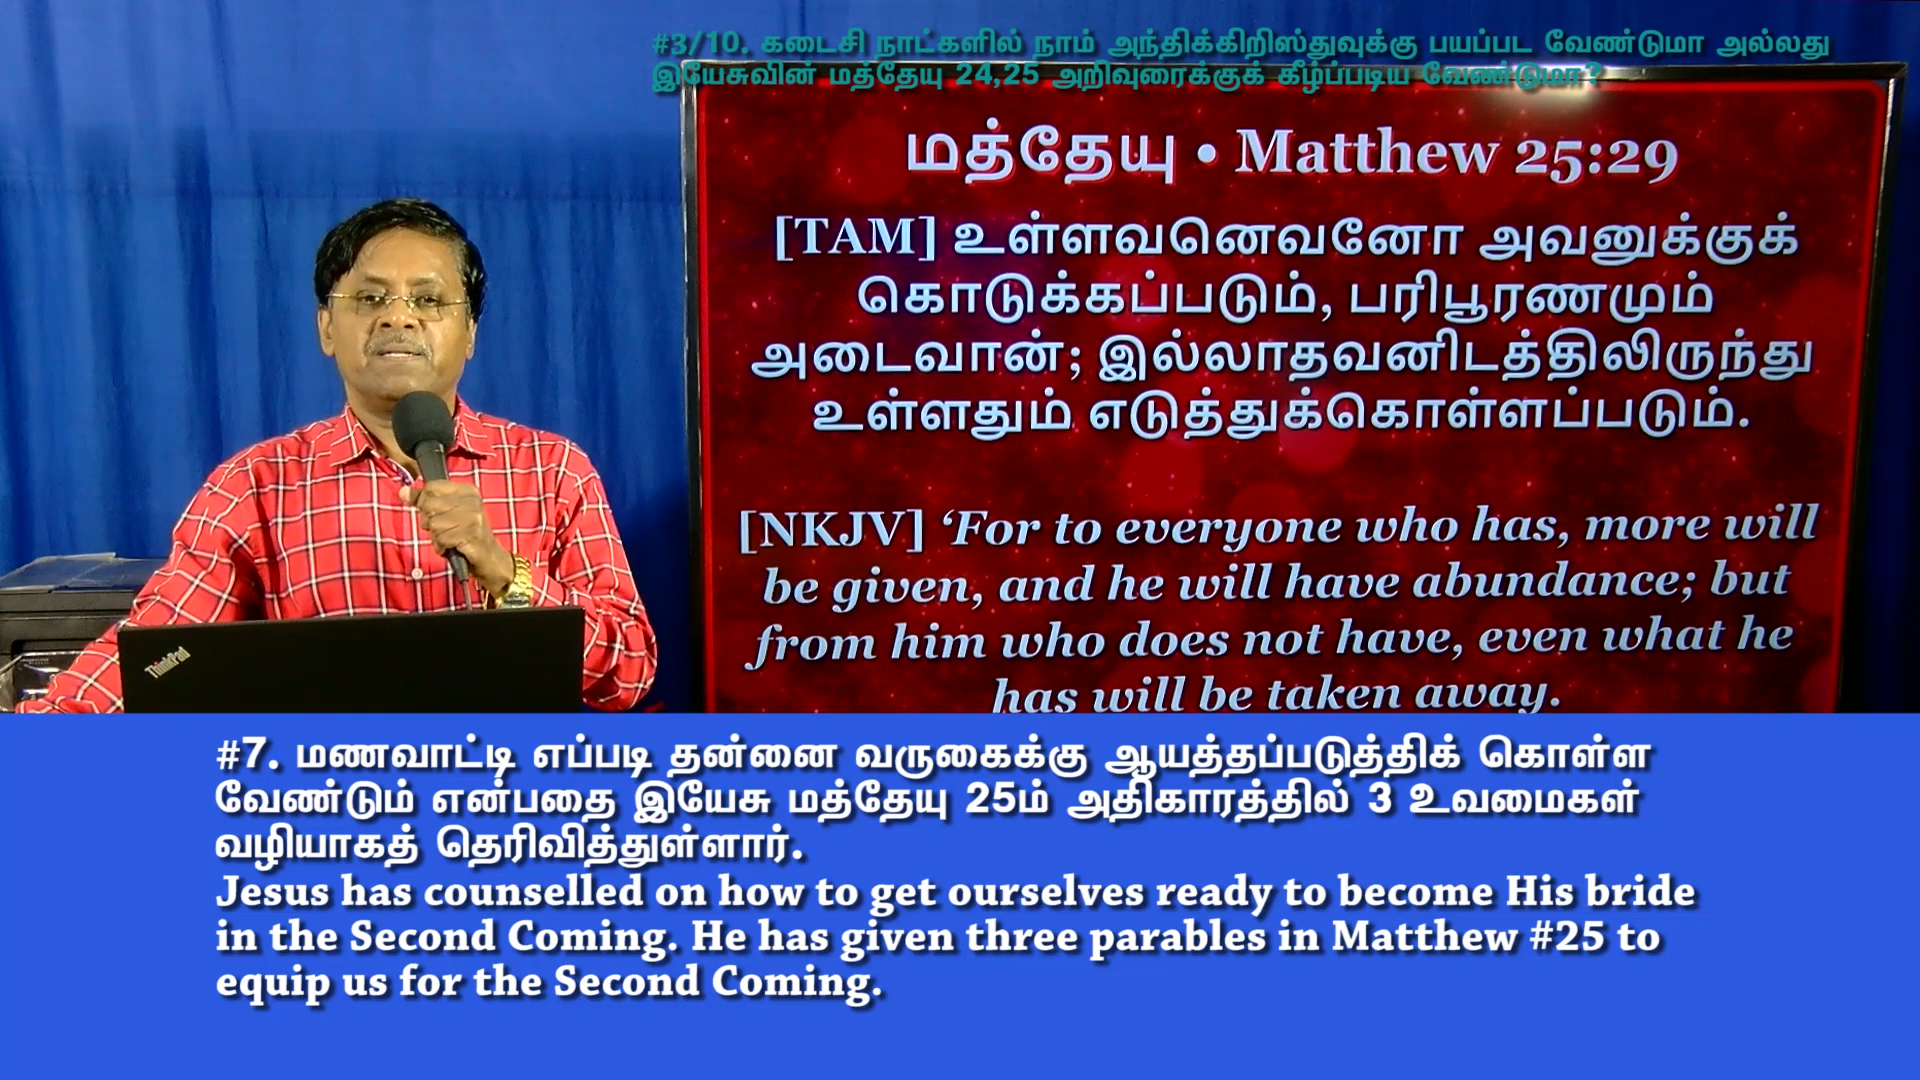 #3/10. கடைசி நாட்களில் நாம் அந்திக்கிறிஸ்துவுக்கு பயப்பட வேண்டுமா அல்லது
இயேசுவின் மத்தேயு 24,25 அறிவுரைக்குக் கீழ்ப்படிய வேண்டுமா?
மத்தேயு • Matthew 25:29
[TAM] உள்ளவனெவனோ அவனுக்குக்
கொடுக்கப்படும், பரிபூரணமும்
அடைவான்; இல்லாதவனிடத்திலிருந்து
உள்ளதும் எடுத்துக்கொள்ளப்படும்.
[NKJV] ‘For to everyone who has, more will
be given, and he will have abundance; but
from him who does not have, even what he
has will be taken away.
ThinkPad
#7. மணவாட்டி எப்படி தன்னை வருகைக்கு ஆயத்தப்படுத்திக் கொள்ள
வேண்டும் என்பதை இயேசு மத்தேயு 25ம் அதிகாரத்தில் 3 உவமைகள்
வழியாகத் தெரிவித்துள்ளார்.
Jesus has counselled on how to get ourselves ready to become His bride
in the Second Coming. He has given three parables in Matthew #25 to
equip us for the Second Coming.